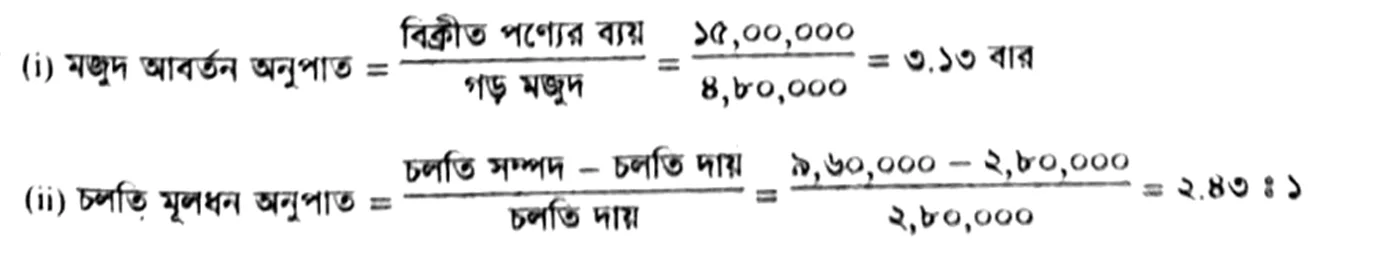 (i) মজুদ আবর্তন অনুপাত = বিক্রীত পণ্যের ব্যয় / গড় মজুদ = ১৫,০০,০০০ / ৪,৮০,০০০ = ৩.১৩ বার
(ii) চলতি মূলধন অনুপাত = চলতি সম্পদ – চলতি দায় / চলতি দায় = ৯,৬০,০০০ – ২,৮০,০০০ / ২,৮০,০০০ = ২.৪৩ ঃ ১